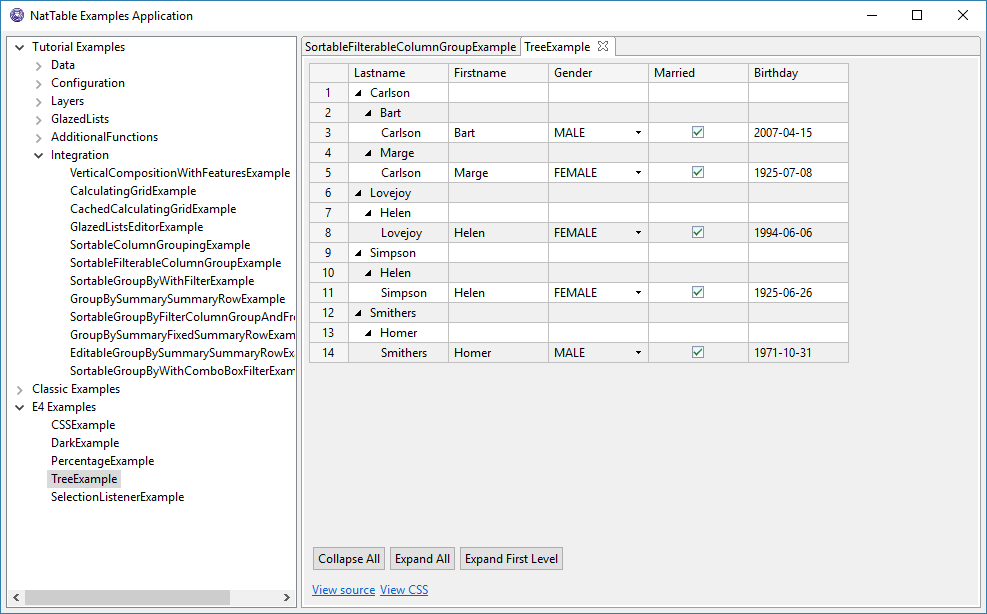 NatTable Examples Application
Tutorial Examples
Data
Configuration
Layers
GlazedLists
AdditionalFunctions
Integration
VerticalCompositionWithFeaturesExample
CalculatingGridExample
CachedCalculatingGridExample
GlazedListsEditorExample
SortableColumnGroupingExample
SortableFilterableColumnGroupExample
SortableGroupByWithFilterExample
GroupBySummarySummaryRowExample
SortableGroupByFilterColumnGroupAndFre
GroupBySummaryFixedSummaryRowExam
EditableGroupBySummarySummaryRowExa
SortableGroupByWithComboBoxFilterExam
Classic Examples
E4 Examples
CSSExample
DarkExample
PercentageExample
TreeExample
SelectionListenerExample
SortableFilterableColumnGroupExample TreeExample
Lastname Firstname Gender Married Birthday
1 Carlson
2 Bart
3 Carlson Bart MALE 2007-04-15
4 Marge
5 Carlson Marge FEMALE 1925-07-08
6 Lovejoy
7 Helen
8 Lovejoy Helen FEMALE 1994-06-06
9 Simpson
10 Helen
11 Simpson Helen FEMALE 1925-06-26
12 Smithers
13 Homer
14 Smithers Homer MALE 1971-10-31
Collapse All Expand All Expand First Level
View source View CSS